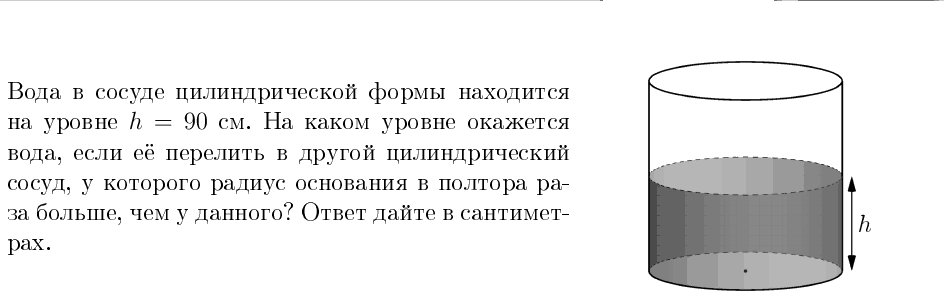 Вода в сосуде цилиндрической формы находится
на уровне h = 90 см. На каком уровне окажется
вода, если её перелить в другой цилиндрический
сосуд, у которого радиус основания в полтора ра-
за больше, чем у данного? Ответ дайте в сантимет-
рах.
h